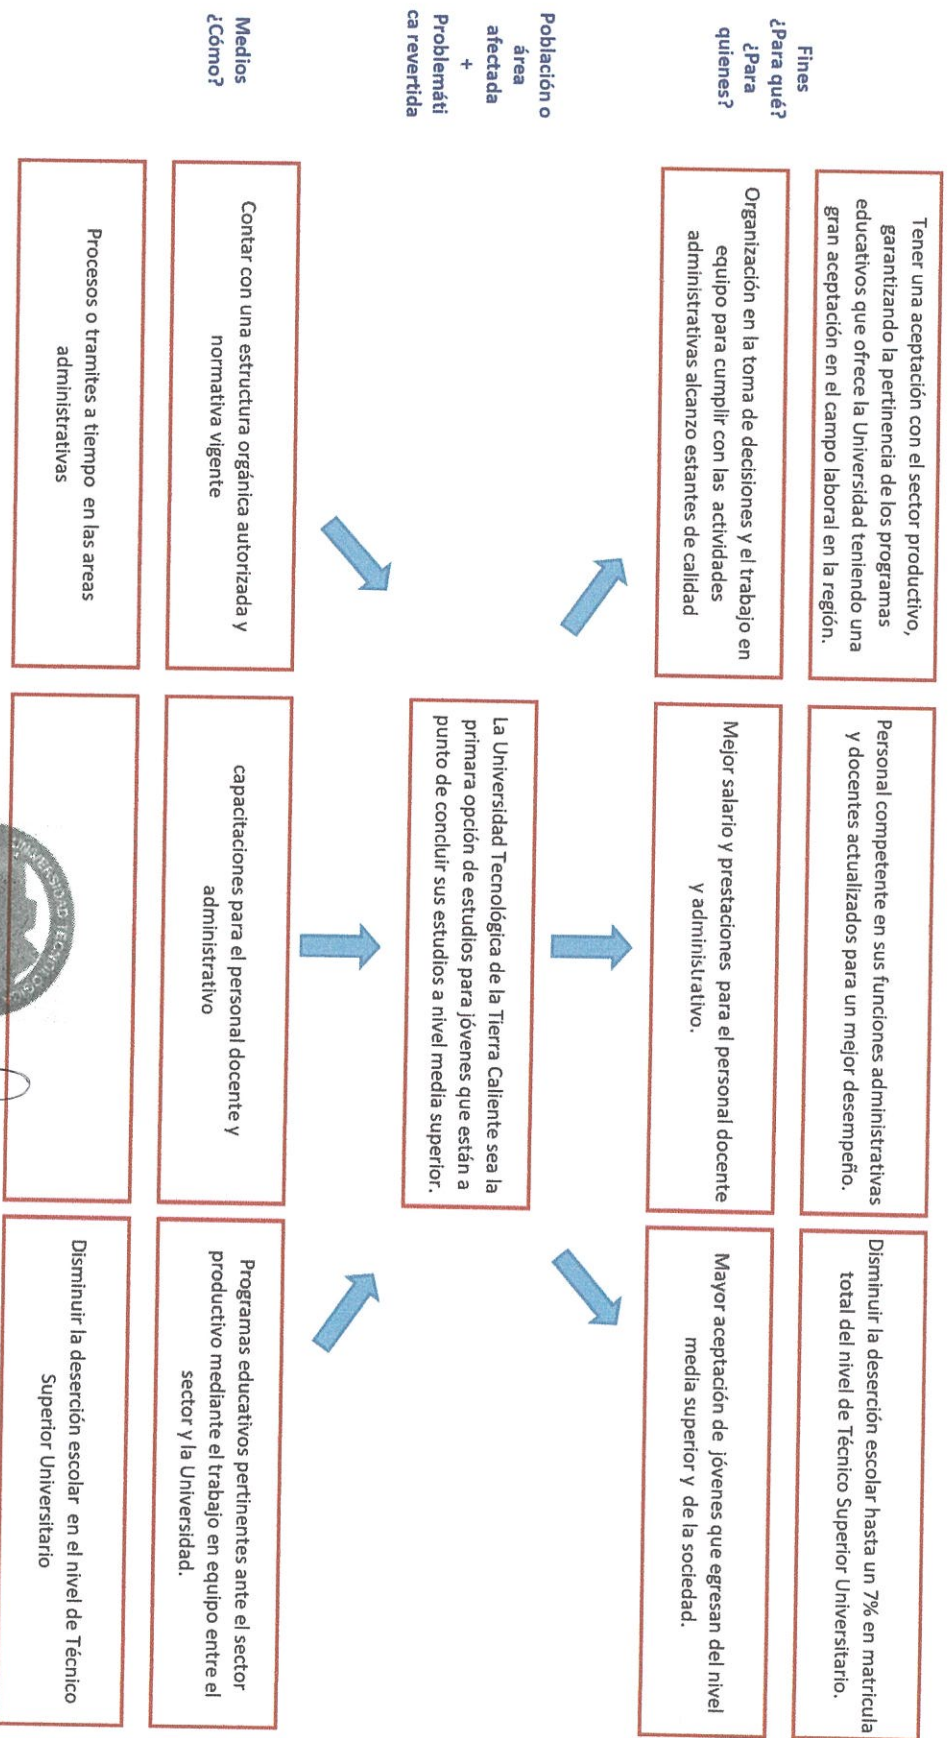 Fines
¿Para qué?
¿Para
quienes?
Tener una aceptación con el sector productivo,
garantizando la pertinencia de los programas
educativos que ofrece la Universidad teniendo una
gran aceptación en el campo laboral en la región.
Personal competente en sus funciones administrativas
y docentes actualizados para un mejor desempeño.
Disminuir la deserción escolar hasta un 7% en matricula
total del nivel de Técnico Superior Universitario.
Organización en la toma de decisiones y el trabajo en
equipo para cumplir con las actividades
administrativas alcanzo estantes de calidad
Mejor salario y prestaciones para el personal docente
y administrativo.
Mayor aceptación de jóvenes que egresan del nivel
media superior y de la sociedad.
Población o
área
afectada
+
Problemáti
ca revertida
La Universidad Tecnológica de la Tierra Caliente sea la
primara opción de estudios para jóvenes que están a
punto de concluir sus estudios a nivel media superior.
Medios
¿Cómo?
Contar con una estructura orgánica autorizada y
normativa vigente
capacitaciones para el personal docente y
administrativo
Programas educativos pertinentes ante el sector
productivo mediante el trabajo en equipo entre el
sector y la Universidad.
Procesos o tramites a tiempo en las areas
administrativas
Disminuir la deserción escolar en el nivel de Técnico
Superior Universitario
UNIVERSIDAD